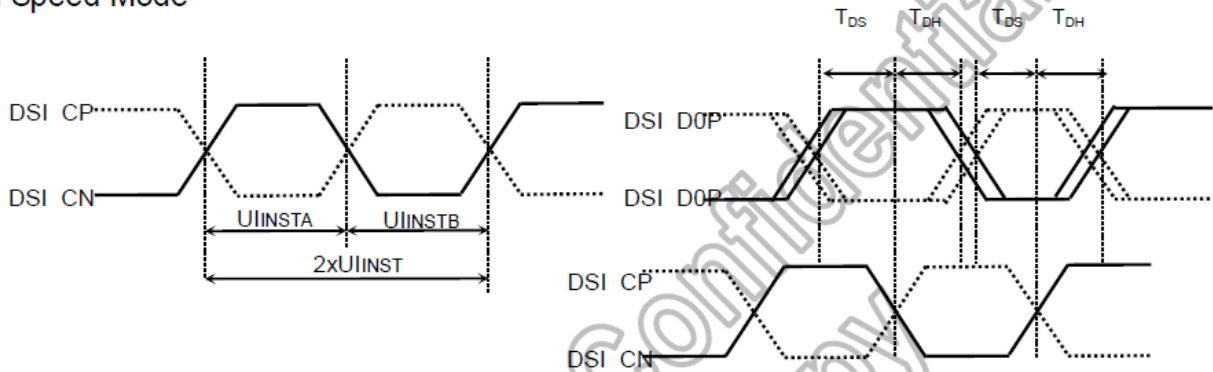 Speed Mode
DSI CP
DSI CN
UIINSTA
UIINSTB
2xUIINST
TDS
TDH
TDS
TDH
DSI D0P
DSI D0P
DSI CP
DSI CN
Confidential